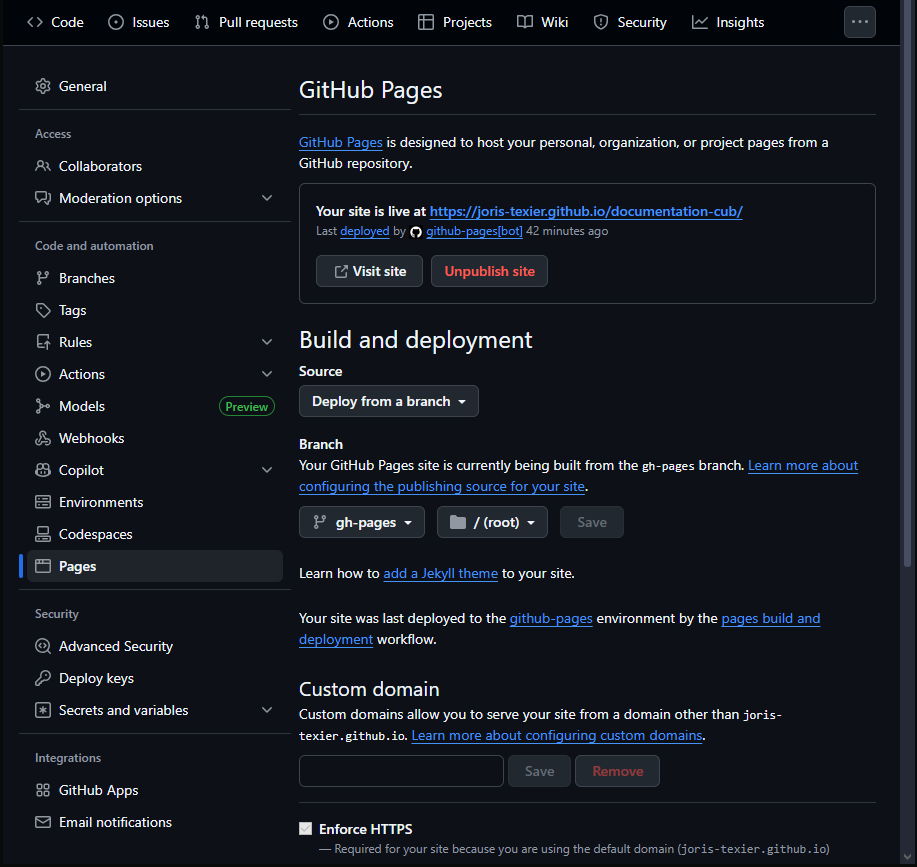 Code Issues Pull requests Actions Projects Wiki Security Insights
General
Access
Collaborators
Moderation options
Code and automation
Branches
Tags
Rules
Actions
Models Preview
Webhooks
Copilot
Environments
Codespaces
Pages
Security
Advanced Security
Deploy keys
Secrets and variables
Integrations
GitHub Apps
Email notifications
GitHub Pages
GitHub Pages is designed to host your personal, organization, or project pages from a
GitHub repository.
Your site is live at https://joris-texier.github.io/documentation-cub/
Last deployed by github-pages[bot] 42 minutes ago
Visit site Unpublish site
Build and deployment
Source
Deploy from a branch
Branch
Your GitHub Pages site is currently being built from the gh-pages branch. Learn more about
configuring the publishing source for your site.
gh-pages / (root) Save
Learn how to add a Jekyll theme to your site.
Your site was last deployed to the github-pages environment by the pages build and
deployment workflow.
Custom domain
Custom domains allow you to serve your site from a domain other than joris-
texier.github.io. Learn more about configuring custom domains.
Save Remove
Enforce HTTPS
— Required for your site because you are using the default domain (joris-texier.github.io)